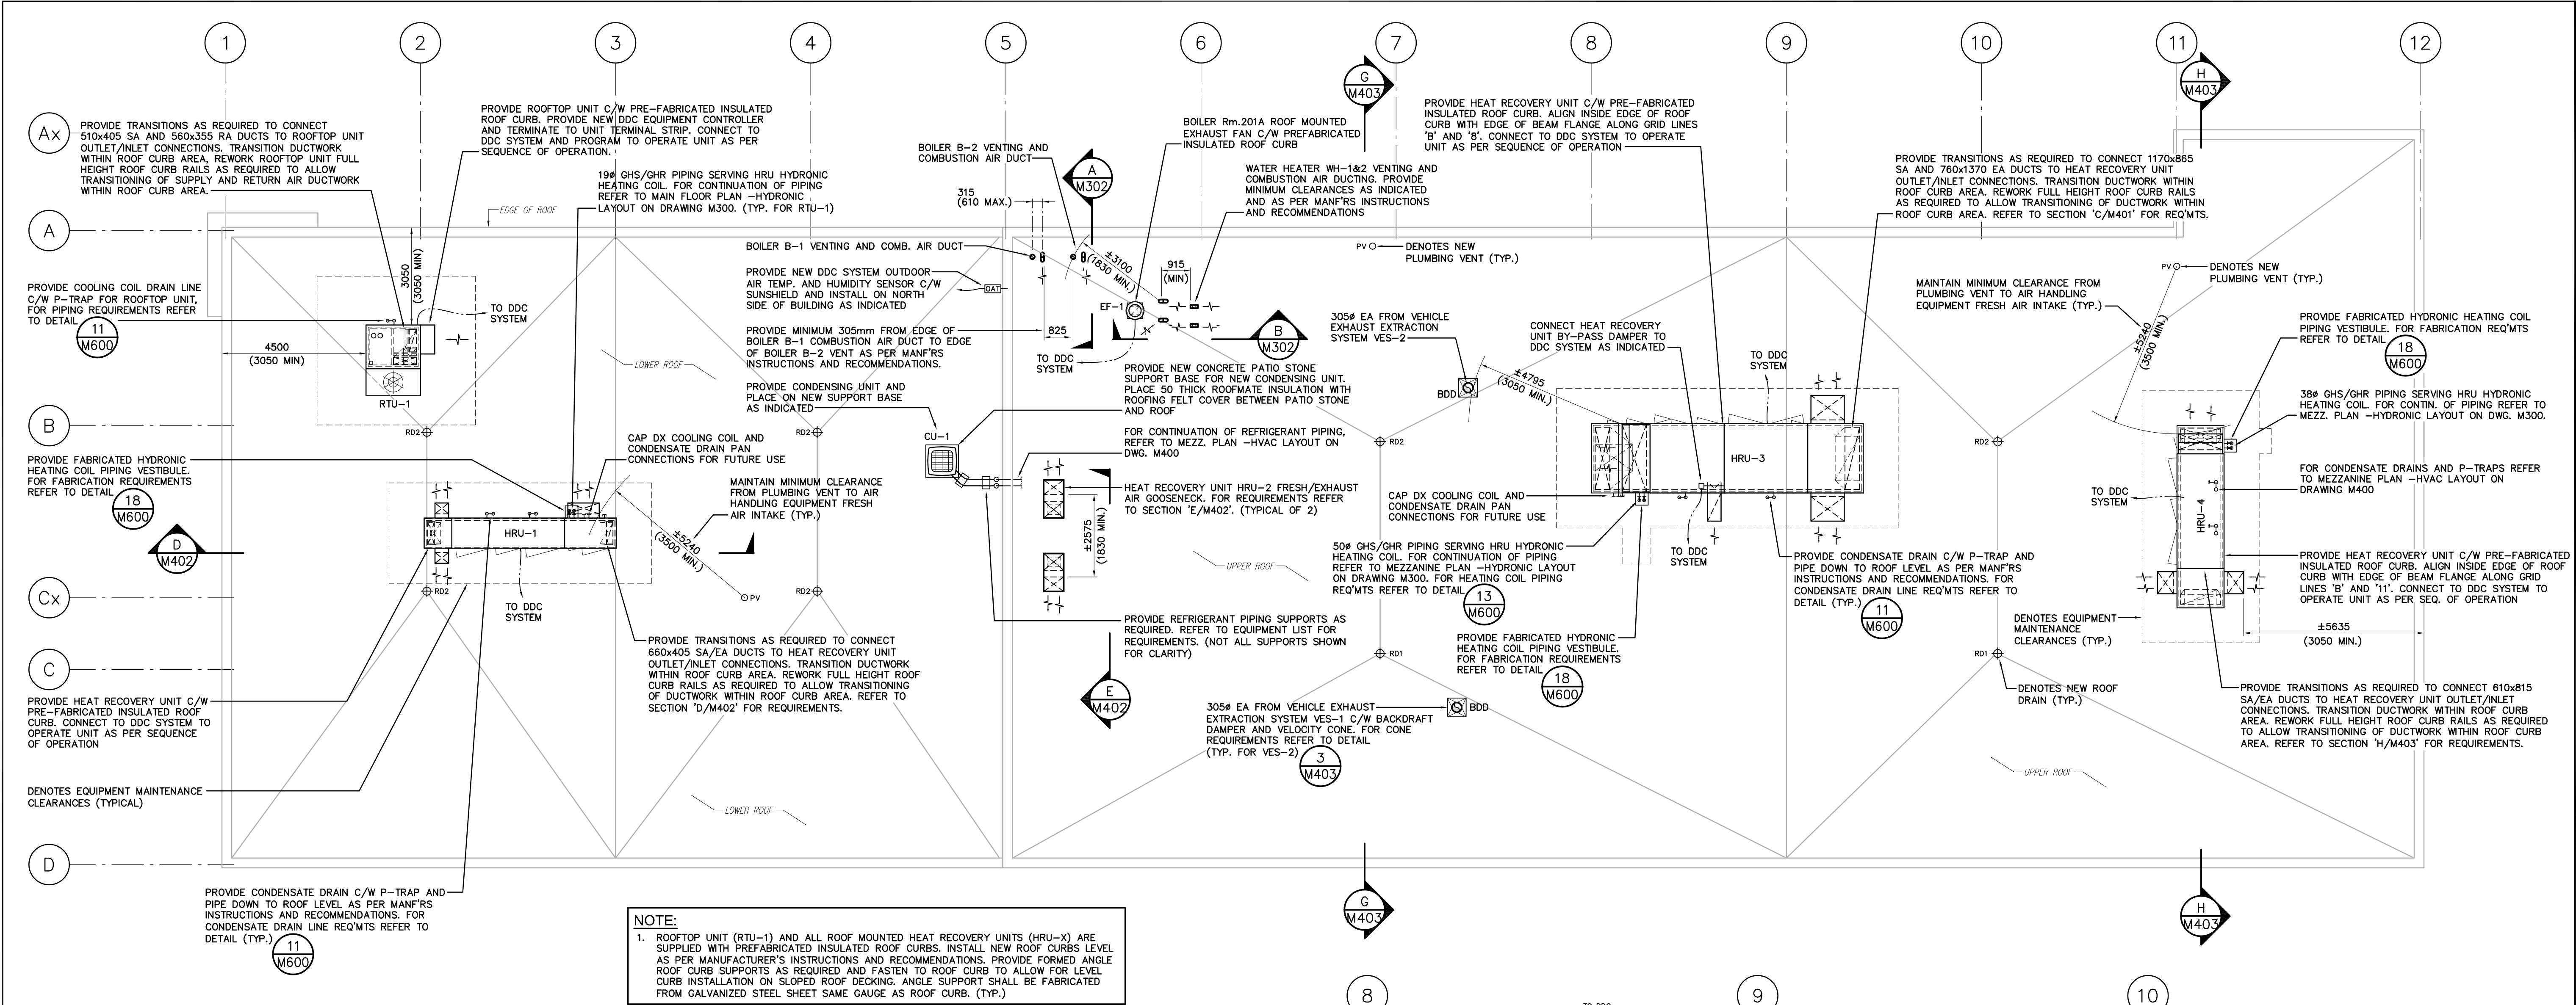 1
2
3
4
5
6
7
8
9
10
11
12
G
M403
H
M403
Ax
PROVIDE TRANSITIONS AS REQUIRED TO CONNECT
510x405 SA AND 560x355 RA DUCTS TO ROOFTOP UNIT
OUTLET/INLET CONNECTIONS. TRANSITION DUCTWORK
WITHIN ROOF CURB AREA, REWORK ROOFTOP UNIT FULL
HEIGHT ROOF CURB RAILS AS REQUIRED TO ALLOW
TRANSITIONING OF SUPPLY AND RETURN AIR DUCTWORK
WITHIN ROOF CURB AREA.
PROVIDE ROOFTOP UNIT C/W PRE-FABRICATED INSULATED
ROOF CURB. PROVIDE NEW DDC EQUIPMENT CONTROLLER
AND TERMINATE TO UNIT TERMINAL STRIP. CONNECT TO
DDC SYSTEM AND PROGRAM TO OPERATE UNIT AS PER
SEQUENCE OF OPERATION.
19ø GHS/GHR PIPING SERVING HRU HYDRONIC
HEATING COIL. FOR CONTINUATION OF PIPING
REFER TO MAIN FLOOR PLAN -HYDRONIC
LAYOUT ON DRAWING M300. (TYP. FOR RTU-1)
BOILER B-2 VENTING AND
COMBUSTION AIR DUCT
315
(610 MAX.)
A
M302
BOILER Rm.201A ROOF MOUNTED
EXHAUST FAN C/W PREFABRICATED
INSULATED ROOF CURB
WATER HEATER WH-1&2 VENTING AND
COMBUSTION AIR DUCTING. PROVIDE
MINIMUM CLEARANCES AS INDICATED
AND AS PER MANF'RS INSTRUCTIONS
AND RECOMMENDATIONS
PROVIDE HEAT RECOVERY UNIT C/W PRE-FABRICATED
INSULATED ROOF CURB. ALIGN INSIDE EDGE OF ROOF
CURB WITH EDGE OF BEAM FLANGE ALONG GRID LINES
'B' AND '8'. CONNECT TO DDC SYSTEM TO OPERATE
UNIT AS PER SEQUENCE OF OPERATION
PROVIDE TRANSITIONS AS REQUIRED TO CONNECT 1170x865
SA AND 760x1370 EA DUCTS TO HEAT RECOVERY UNIT
OUTLET/INLET CONNECTIONS. TRANSITION DUCTWORK WITHIN
ROOF CURB AREA. REWORK FULL HEIGHT ROOF CURB RAILS
AS REQUIRED TO ALLOW TRANSITIONING OF DUCTWORK WITHIN
ROOF CURB AREA. REFER TO SECTION 'C/M401' FOR REQ'MTS.
EDGE OF ROOF
A
BOILER B-1 VENTING AND COMB. AIR DUCT
PV
DENOTES NEW
PLUMBING VENT (TYP.)
±3100
(1830 MIN.)
915
(MIN)
3050
(3050 MIN)
PV
DENOTES NEW
PLUMBING VENT (TYP.)
PROVIDE COOLING COIL DRAIN LINE
C/W P-TRAP FOR ROOFTOP UNIT,
FOR PIPING REQUIREMENTS REFER
TO DETAIL
11
M600
PROVIDE NEW DDC SYSTEM OUTDOOR
AIR TEMP. AND HUMIDITY SENSOR C/W
SUNSHIELD AND INSTALL ON NORTH
SIDE OF BUILDING AS INDICATED
OAT
MAINTAIN MINIMUM CLEARANCE FROM
PLUMBING VENT TO AIR HANDLING
EQUIPMENT FRESH AIR INTAKE (TYP.)
±5240
(3500 MIN.)
TO DDC
SYSTEM
EF-1
PROVIDE MINIMUM 305mm FROM EDGE OF
BOILER B-1 COMBUSTION AIR DUCT TO EDGE
OF BOILER B-2 VENT AS PER MANF'RS
INSTRUCTIONS AND RECOMMENDATIONS.
825
B
M302
305ø EA FROM VEHICLE
EXHAUST EXTRACTION
SYSTEM VES-2
CONNECT HEAT RECOVERY
UNIT BY-PASS DAMPER TO
DDC SYSTEM AS INDICATED
TO DDC
SYSTEM
PROVIDE FABRICATED HYDRONIC HEATING COIL
PIPING VESTIBULE. FOR FABRICATION REQ'MTS
REFER TO DETAIL
18
M600
4500
(3050 MIN)
TO DDC
SYSTEM
LOWER ROOF
RTU-1
PROVIDE CONDENSING UNIT AND
PLACE ON NEW SUPPORT BASE
AS INDICATED
PROVIDE NEW CONCRETE PATIO STONE
SUPPORT BASE FOR NEW CONDENSING UNIT.
PLACE 50 THICK ROOFMATE INSULATION WITH
ROOFING FELT COVER BETWEEN PATIO STONE
AND ROOF
BDD
±4795
(3050 MIN.)
38ø GHS/GHR PIPING SERVING HRU HYDRONIC
HEATING COIL. FOR CONTIN. OF PIPING REFER TO
MEZZ. PLAN -HYDRONIC LAYOUT ON DWG. M300.
B
RD2
RD2
CU-1
RD2
RD2
FOR CONTINUATION OF REFRIGERANT PIPING,
REFER TO MEZZ. PLAN -HVAC LAYOUT ON
DWG. M400
CAP DX COOLING COIL AND
CONDENSATE DRAIN PAN
CONNECTIONS FOR FUTURE USE
HRU-3
PROVIDE FABRICATED HYDRONIC
HEATING COIL PIPING VESTIBULE.
FOR FABRICATION REQUIREMENTS
REFER TO DETAIL
18
M600
FOR CONDENSATE DRAINS AND P-TRAPS REFER
TO MEZZANINE PLAN -HVAC LAYOUT ON
DRAWING M400
MAINTAIN MINIMUM CLEARANCE
FROM PLUMBING VENT TO AIR
HANDLING EQUIPMENT FRESH
AIR INTAKE (TYP.)
HEAT RECOVERY UNIT HRU-2 FRESH/EXHAUST
AIR GOOSENECK. FOR REQUIREMENTS REFER
TO SECTION 'E/M402'. (TYPICAL OF 2)
CAP DX COOLING COIL AND
CONDENSATE DRAIN PAN
CONNECTIONS FOR FUTURE USE
TO DDC
SYSTEM
HRU-4
D
M402
HRU-1
±5240
(3500 MIN.)
±2575
(1830 MIN.)
50ø GHS/GHR PIPING SERVING HRU HYDRONIC
HEATING COIL. FOR CONTINUATION OF PIPING
REFER TO MEZZANINE PLAN -HYDRONIC LAYOUT
ON DRAWING M300. FOR HEATING COIL PIPING
REQ'MTS REFER TO DETAIL
13
M600
TO DDC
SYSTEM
PROVIDE CONDENSATE DRAIN C/W P-TRAP AND
PIPE DOWN TO ROOF LEVEL AS PER MANF'RS
INSTRUCTIONS AND RECOMMENDATIONS. FOR
CONDENSATE DRAIN LINE REQ'MTS REFER TO
DETAIL (TYP.)
11
M600
PROVIDE HEAT RECOVERY UNIT C/W PRE-FABRICATED
INSULATED ROOF CURB. ALIGN INSIDE EDGE OF ROOF
CURB WITH EDGE OF BEAM FLANGE ALONG GRID
LINES 'B' AND '11'. CONNECT TO DDC SYSTEM TO
OPERATE UNIT AS PER SEQ. OF OPERATION
UPPER ROOF
Cx
RD2
TO DDC
SYSTEM
PV
RD2
DENOTES EQUIPMENT
MAINTENANCE
CLEARANCES (TYP.)
±5635
(3050 MIN.)
PROVIDE REFRIGERANT PIPING SUPPORTS AS
REQUIRED. REFER TO EQUIPMENT LIST FOR
REQUIREMENTS. (NOT ALL SUPPORTS SHOWN
FOR CLARITY)
PROVIDE FABRICATED HYDRONIC
HEATING COIL PIPING VESTIBULE.
FOR FABRICATION REQUIREMENTS
REFER TO DETAIL
18
M600
PROVIDE TRANSITIONS AS REQUIRED TO CONNECT
660x405 SA/EA DUCTS TO HEAT RECOVERY UNIT
OUTLET/INLET CONNECTIONS. TRANSITION DUCTWORK
WITHIN ROOF CURB AREA. REWORK FULL HEIGHT ROOF
CURB RAILS AS REQUIRED TO ALLOW TRANSITIONING
OF DUCTWORK WITHIN ROOF CURB AREA. REFER TO
SECTION 'D/M402' FOR REQUIREMENTS.
C
RD1
RD1
E
M402
PROVIDE HEAT RECOVERY UNIT C/W
PRE-FABRICATED INSULATED ROOF
CURB. CONNECT TO DDC SYSTEM TO
OPERATE UNIT AS PER SEQUENCE
OF OPERATION
305ø EA FROM VEHICLE EXHAUST
EXTRACTION SYSTEM VES-1 C/W BACKDRAFT
DAMPER AND VELOCITY CONE. FOR CONE
REQUIREMENTS REFER TO DETAIL
(TYP. FOR VES-2)
3
M403
BDD
DENOTES NEW ROOF
DRAIN (TYP.)
PROVIDE TRANSITIONS AS REQUIRED TO CONNECT 610x815
SA/EA DUCTS TO HEAT RECOVERY UNIT OUTLET/INLET
CONNECTIONS. TRANSITION DUCTWORK WITHIN ROOF CURB
AREA. REWORK FULL HEIGHT ROOF CURB RAILS AS REQUIRED
TO ALLOW TRANSITIONING OF DUCTWORK WITHIN ROOF CURB
AREA. REFER TO SECTION 'H/M403' FOR REQUIREMENTS.
UPPER ROOF
DENOTES EQUIPMENT MAINTENANCE
CLEARANCES (TYPICAL)
LOWER ROOF
D
PROVIDE CONDENSATE DRAIN C/W P-TRAP AND
PIPE DOWN TO ROOF LEVEL AS PER MANF'RS
INSTRUCTIONS AND RECOMMENDATIONS. FOR
CONDENSATE DRAIN LINE REQ'MTS REFER TO
DETAIL (TYP.)
11
M600
G
M403
H
M403
NOTE:
1. ROOFTOP UNIT (RTU-1) AND ALL ROOF MOUNTED HEAT RECOVERY UNITS (HRU-X) ARE
SUPPLIED WITH PREFABRICATED INSULATED ROOF CURBS. INSTALL NEW ROOF CURBS LEVEL
AS PER MANUFACTURER'S INSTRUCTIONS AND RECOMMENDATIONS. PROVIDE FORMED ANGLE
ROOF CURB SUPPORTS AS REQUIRED AND FASTEN TO ROOF CURB TO ALLOW FOR LEVEL
CURB INSTALLATION ON SLOPED ROOF DECKING. ANGLE SUPPORT SHALL BE FABRICATED
FROM GALVANIZED STEEL SHEET SAME GAUGE AS ROOF CURB. (TYP.)
8
9
10